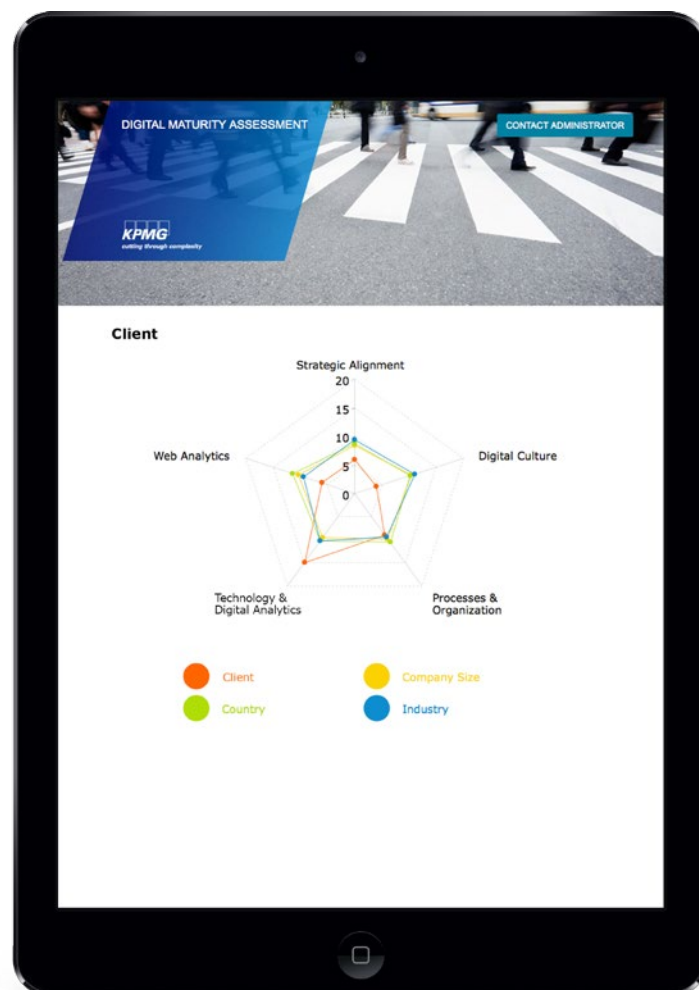 DIGITAL MATURITY ASSESSMENT
CONTACT ADMINISTRATOR
KPMG
cutting through complexity
Client
Strategic Alignment
20
15
10
5
0
Web Analytics
Digital Culture
Technology &
Digital Analytics
Processes &
Organization
Client
Company Size
Country
Industry